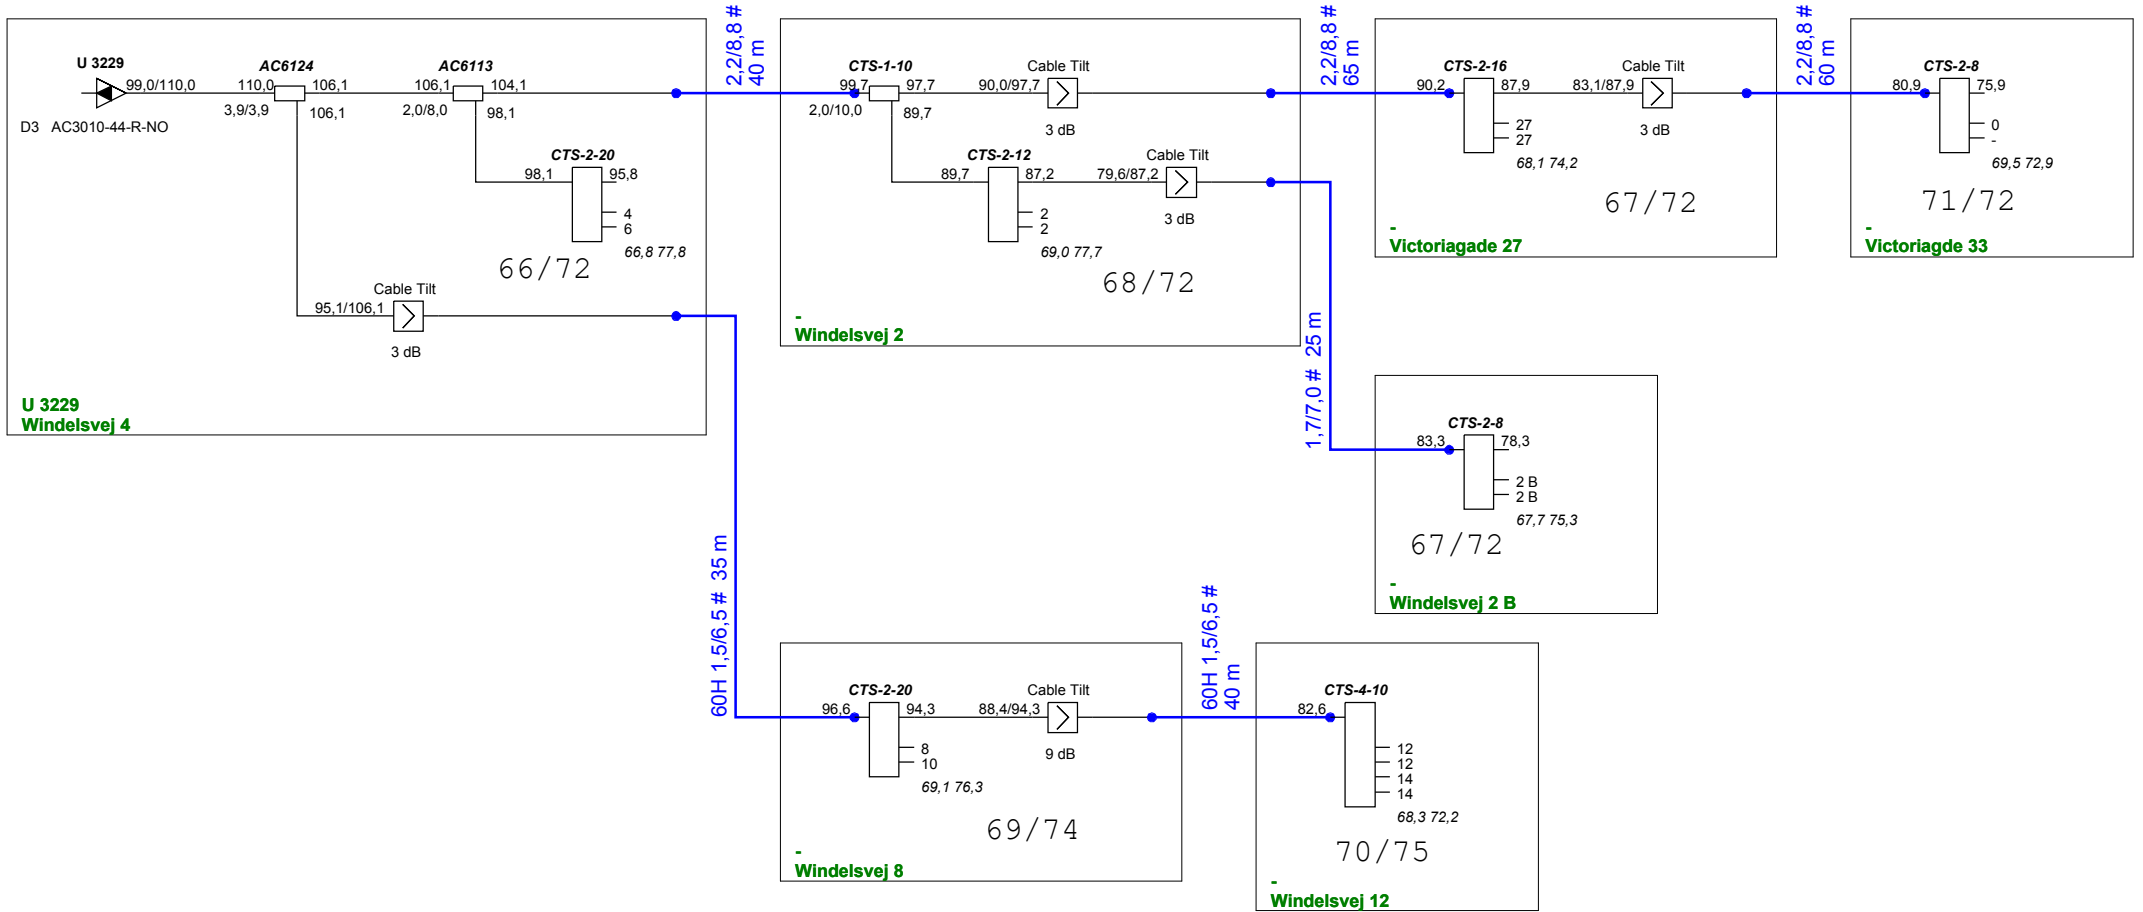 U 3229
99,0/110,0
D3 AC3010-44-R-NO
AC6124
110,0
106,1
3,9/3,9
106,1
AC6113
106,1
104,1
2,0/8,0
98,1
CTS-2-20
98,1
95,8
4
6
66,8 77,8
66/72
Cable Tilt
95,1/106,1
3 dB
U 3229
Windelsvej 4
2,2/8,8 #
40 m
CTS-1-10
99,7
97,7
2,0/10,0
89,7
Cable Tilt
90,0/97,7
3 dB
CTS-2-12
89,7
87,2
2
2
69,0 77,7
Cable Tilt
79,6/87,2
3 dB
68/72
-
Windelsvej 2
2,2/8,8 #
65 m
CTS-2-16
90,2
87,9
27
27
68,1 74,2
Cable Tilt
83,1/87,9
3 dB
67/72
-
Victoriagade 27
2,2/8,8 #
60 m
CTS-2-8
80,9
75,9
0
-
69,5 72,9
71/72
-
Victoriagde 33
1,7/7,0 # 25 m
CTS-2-8
83,3
78,3
2 B
2 B
67,7 75,3
67/72
-
Windelsvej 2 B
60H 1,5/6,5 # 35 m
CTS-2-20
96,6
94,3
8
10
69,1 76,3
Cable Tilt
88,4/94,3
9 dB
69/74
-
Windelsvej 8
60H 1,5/6,5 #
40 m
CTS-4-10
82,6
12
12
14
14
68,3 72,2
70/75
-
Windelsvej 12